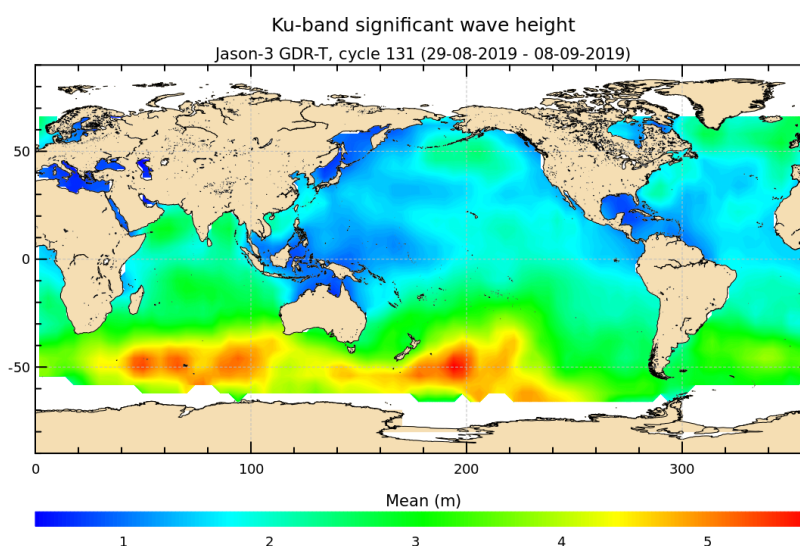 Ku-band significant wave height
Jason-3 GDR-T, cycle 131 (29-08-2019 - 08-09-2019)
50
0
-50
0 100 200 300
Mean (m)
1 2 3 4 5